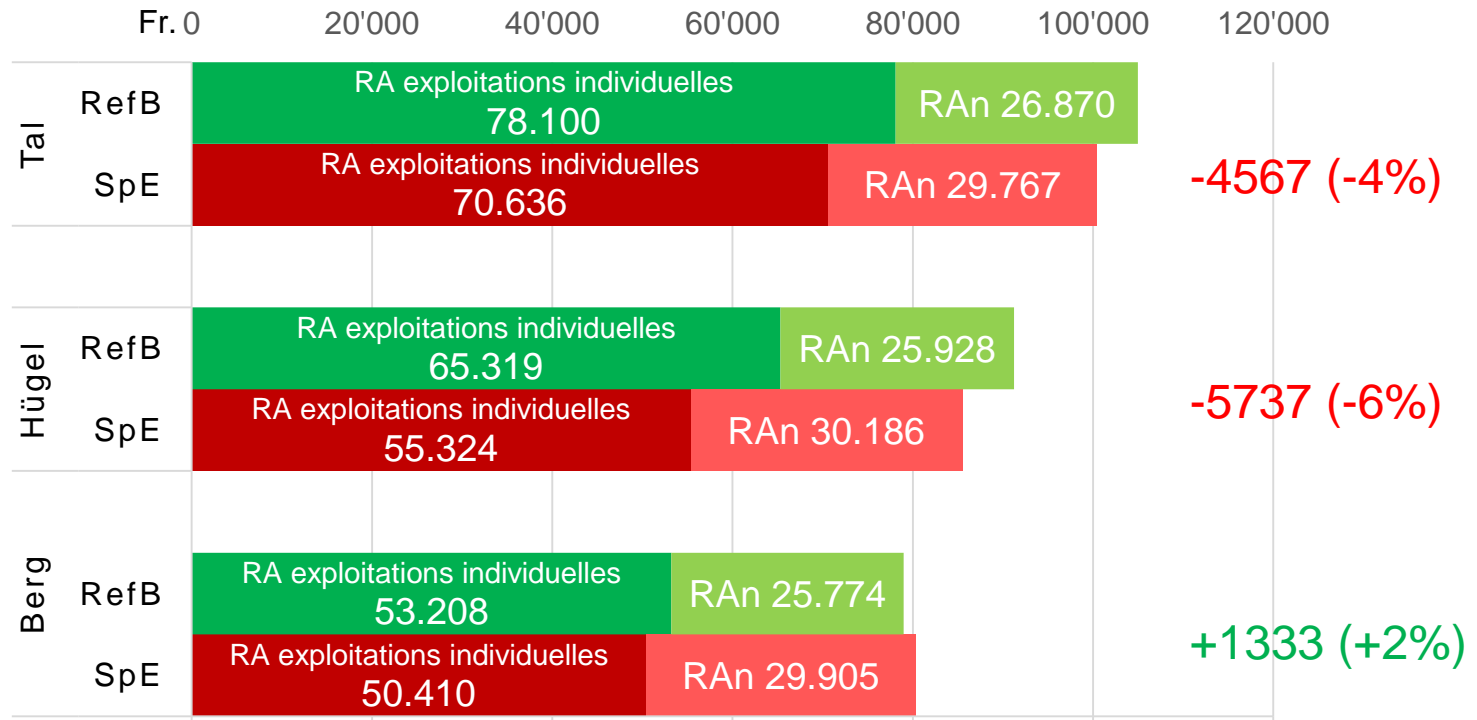 Fr. 0 20'000 40'000 60'000 80'000 100'000 120'000
Tal
RefB
RA exploitations individuelles
78.100
RAn 26.870
SpE
RA exploitations individuelles
70.636
RAn 29.767
-4567 (-4%)
Hügel
RefB
RA exploitations individuelles
65.319
RAn 25.928
SpE
RA exploitations individuelles
55.324
RAn 30.186
-5737 (-6%)
Berg
RefB
RA exploitations individuelles
53.208
RAn 25.774
SpE
RA exploitations individuelles
50.410
RAn 29.905
+1333 (+2%)